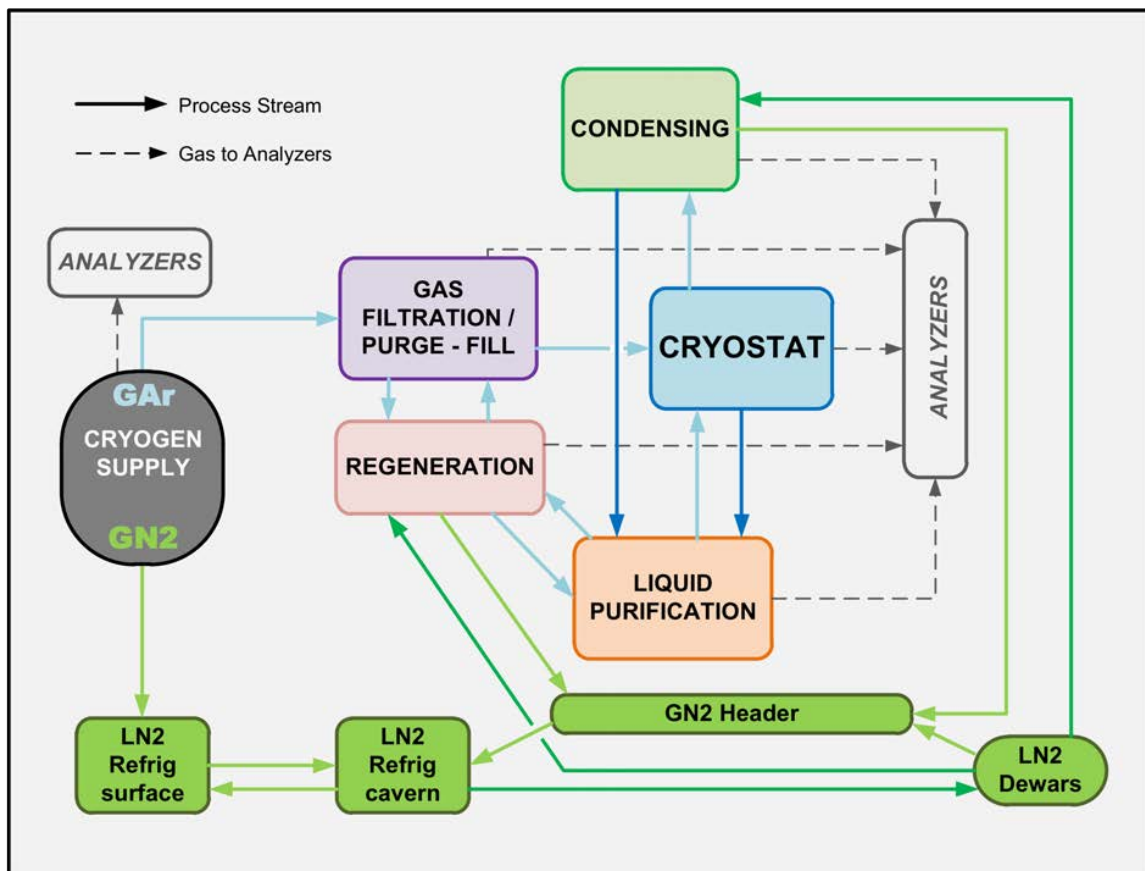 Process Stream
Gas to Analyzers
CONDENSING
ANALYZERS
GAS
FILTRATION /
PURGE - FILL
CRYOSTAT
ANALYZERS
GAr
CRYOGEN
SUPPLY
GN2
REGENERATION
LIQUID
PURIFICATION
GN2 Header
LN2
Refrig
surface
LN2
Refrig
cavern
LN2
Dewars